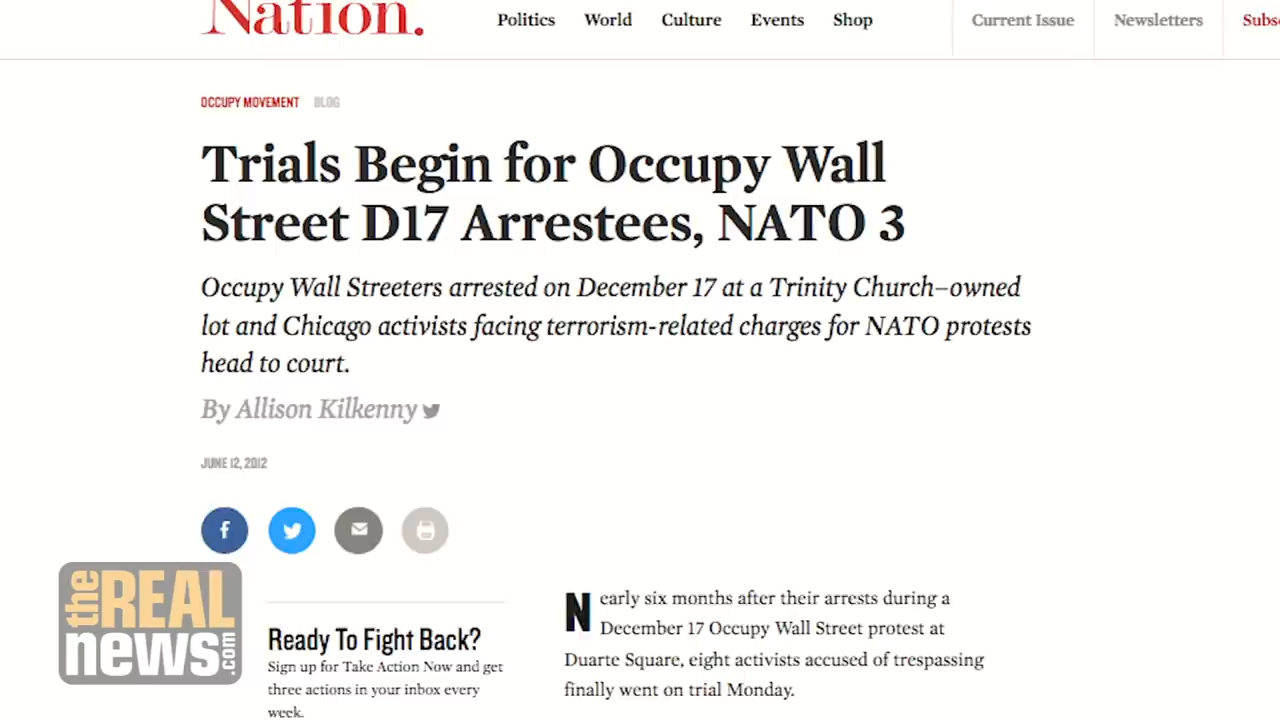 Nation.
Politics World Culture Events Shop Current Issue Newsletters Subs
OCCUPY MOVEMENT BLOG
Trials Begin for Occupy Wall
Street D17 Arrestees, NATO 3
Occupy Wall Streeters arrested on December 17 at a Trinity Church–owned
lot and Chicago activists facing terrorism-related charges for NATO protests
head to court.
By Allison Kilkenny
JUNE 12, 2012
f
the REAL news.com
Ready To Fight Back?
Sign up for Take Action Now and get
three actions in your inbox every
week.
Nearly six months after their arrests during a
December 17 Occupy Wall Street protest at
Duarte Square, eight activists accused of trespassing
finally went on trial Monday.